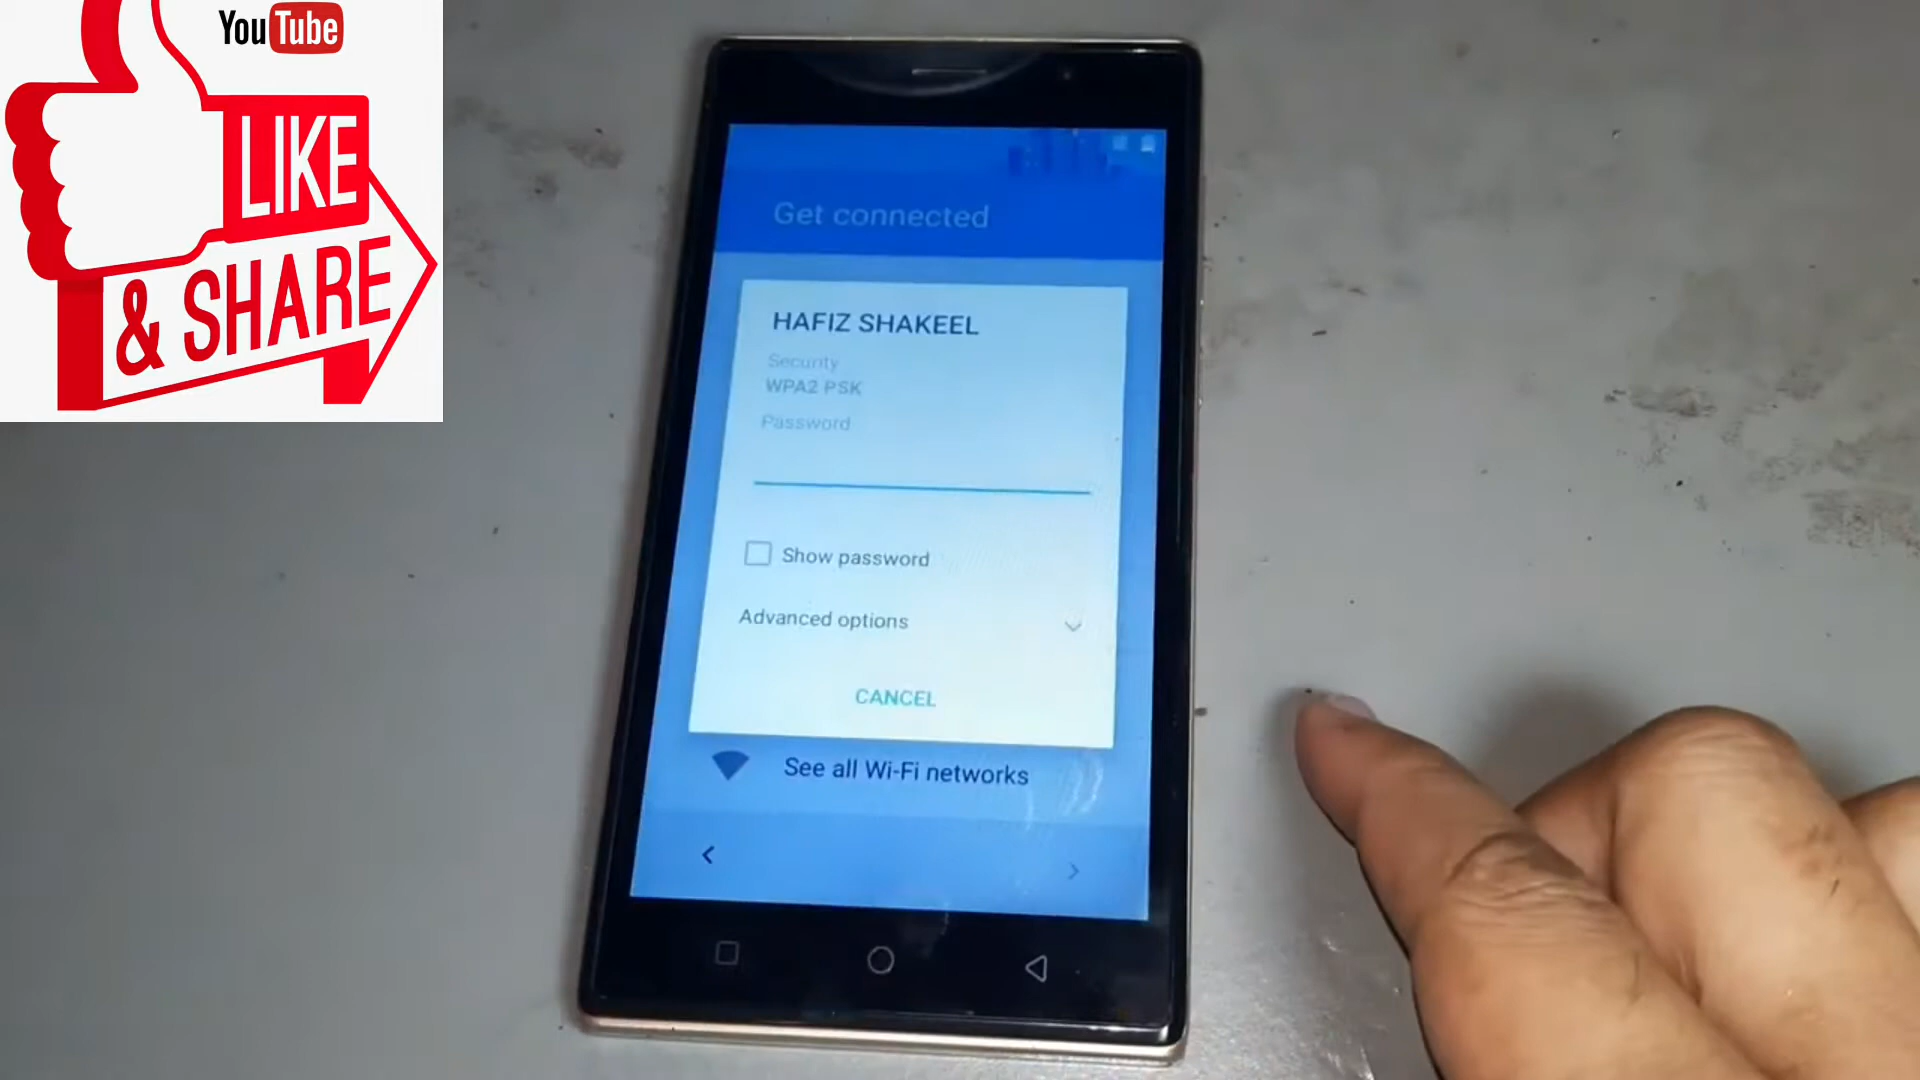 YouTube
LIKE
& SHARE
Get connected
HAFIZ SHAKEEL
Security
WPA2 PSK
Password
Show password
Advanced options
CANCEL
See all Wi-Fi networks